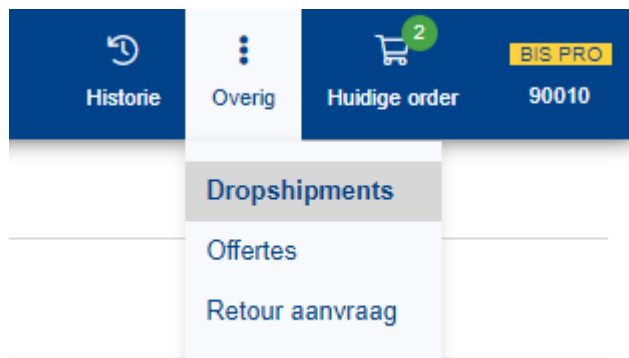 2
BIS PRO
Historie
Overig
Huidige order
90010
Dropshipments
Offertes
Retour aanvraag